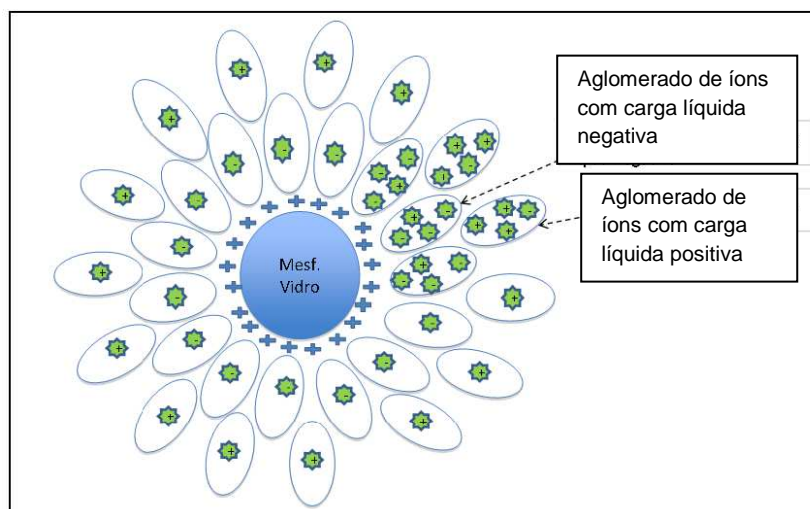 Aglomerado de íons
com carga líquida
negativa
Aglomerado de
íons com carga
líquida positiva
Mesf.
Vidro